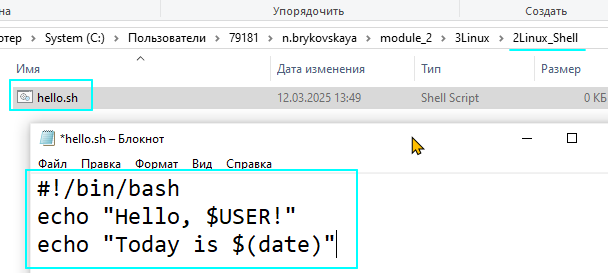 на
Упорядочить
Создать
ютер › System (C:) › Пользователи › 79181 › n.brykovskaya › module_2 › 3Linux › 2Linux_Shell
Имя Дата изменения Тип Размер
hello.sh 12.03.2025 13:49 Shell Script 0 КБ
*hello.sh – Блокнот
Файл Правка Формат Вид Справка
#!/bin/bash
echo "Hello, $USER!"
echo "Today is $(date)"